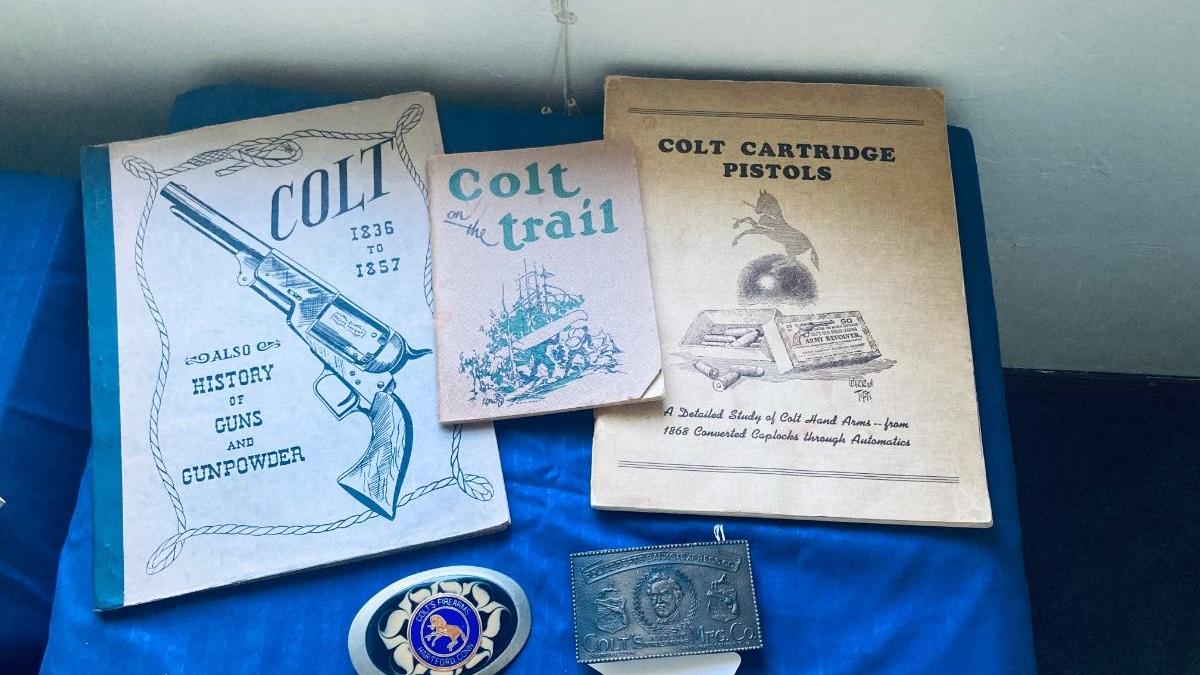 COLT
1836
TO
1857
ALSO
HISTORY
OF
GUNS
AND
GUNPOWDER
Colt
on the
trail
COLT CARTRIDGE
PISTOLS
50
ARMY REVOLVER.
A Detailed Study of Colt Hand Arms -- from
1868 Converted Caplocks through Automatics
COLT'S FIREARMS
HARTFORD, CONN.
COLT'S MFG. CO.